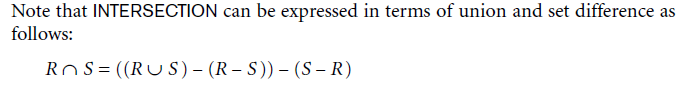 Note that INTERSECTION can be expressed in terms of union and set difference as
follows:
R ∩ S = ((R ∪ S) – (R – S)) – (S – R)